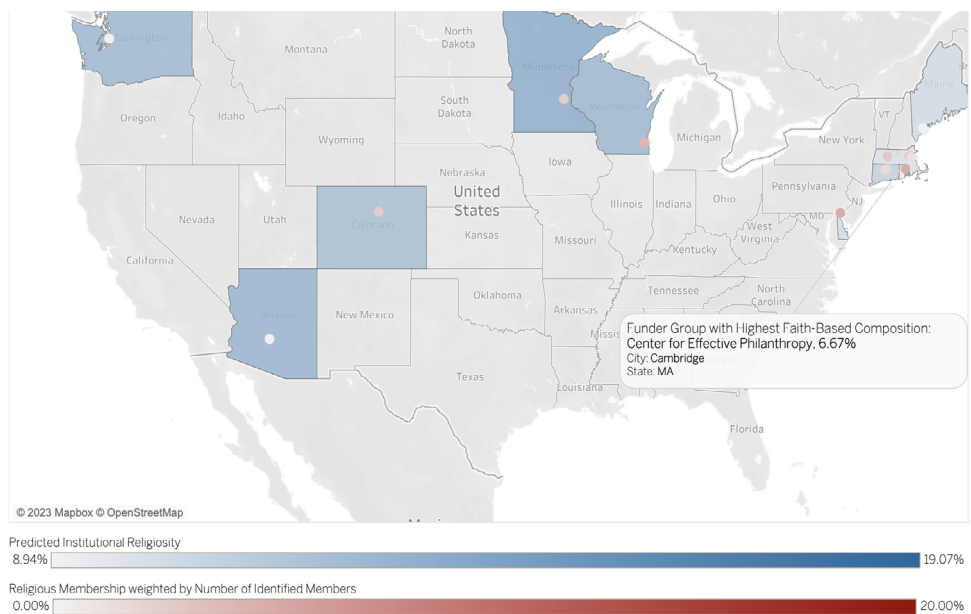 Washington
Montana
North
Dakota
Minnesota
Maine
Oregon
Idaho
South
Dakota
Wisconsin
VT
Wyoming
Michigan
New York
Iowa
Nebraska
Pennsylvania
NJ
Nevada
Utah
United
States
Illinois
Indiana
Ohio
MD
Colorado
Kansas
Missouri
West
Virginia
California
Kentucky
Tennessee
North
Carolina
Oklahoma
Arkansas
Arizona
New Mexico
Missis
Funder Group with Highest Faith-Based Composition:
Center for Effective Philanthropy, 6.67%
City: Cambridge
State: MA
Texas
Louisiana
Florida
© 2023 Mapbox © OpenStreetMap
Predicted Institutional Religiosity
8.94% 19.07%
Religious Membership weighted by Number of Identified Members
0.00% 20.00%